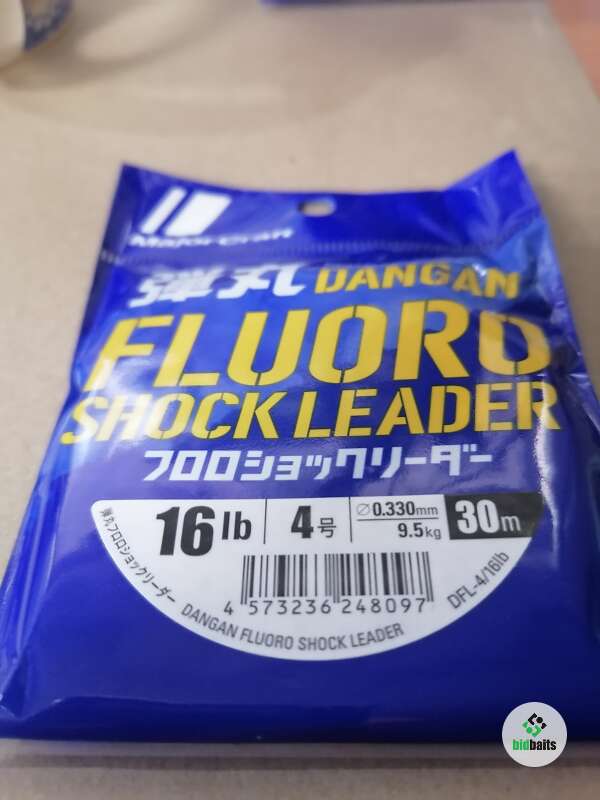 Major Craft
弾丸 DANGAN
FLUORO
SHOCK LEADER
フロロショックリーダー
16lb 4号 ∅0.330mm 9.5kg 30m
弾丸フロロショックリーダー
4 573236 248097
DFL-4/16lb
DANGAN FLUORO SHOCK LEADER
bidbaits